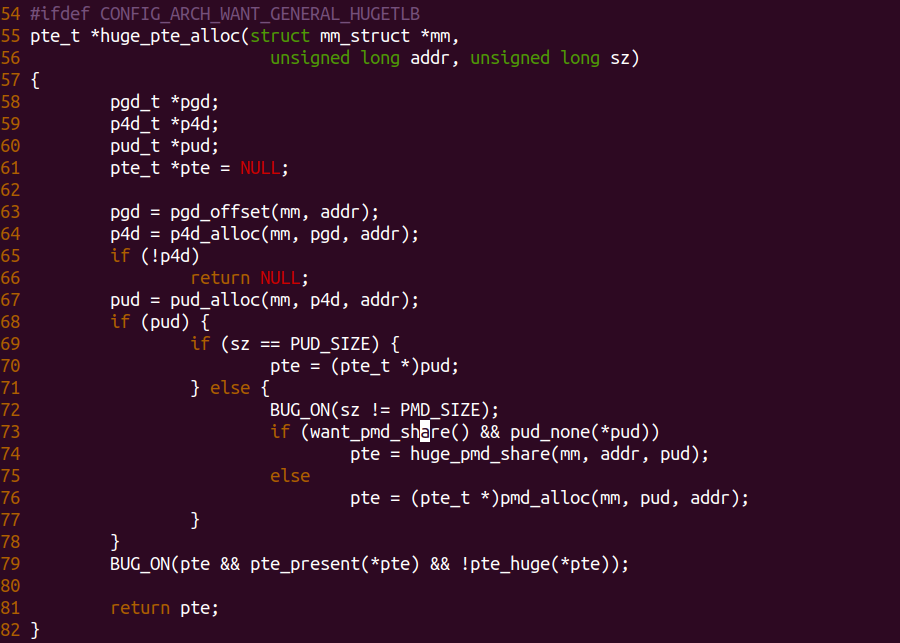 54 #ifdef CONFIG_ARCH_WANT_GENERAL_HUGETLB
55 pte_t *huge_pte_alloc(struct mm_struct *mm,
56                         unsigned long addr, unsigned long sz)
57 {
58         pgd_t *pgd;
59         p4d_t *p4d;
60         pud_t *pud;
61         pte_t *pte = NULL;
62
63         pgd = pgd_offset(mm, addr);
64         p4d = p4d_alloc(mm, pgd, addr);
65         if (!p4d)
66                 return NULL;
67         pud = pud_alloc(mm, p4d, addr);
68         if (pud) {
69                 if (sz == PUD_SIZE) {
70                         pte = (pte_t *)pud;
71                 } else {
72                         BUG_ON(sz != PMD_SIZE);
73                         if (want_pmd_share() && pud_none(*pud))
74                                 pte = huge_pmd_share(mm, addr, pud);
75                         else
76                                 pte = (pte_t *)pmd_alloc(mm, pud, addr);
77                 }
78         }
79         BUG_ON(pte && pte_present(*pte) && !pte_huge(*pte));
80
81         return pte;
82 }